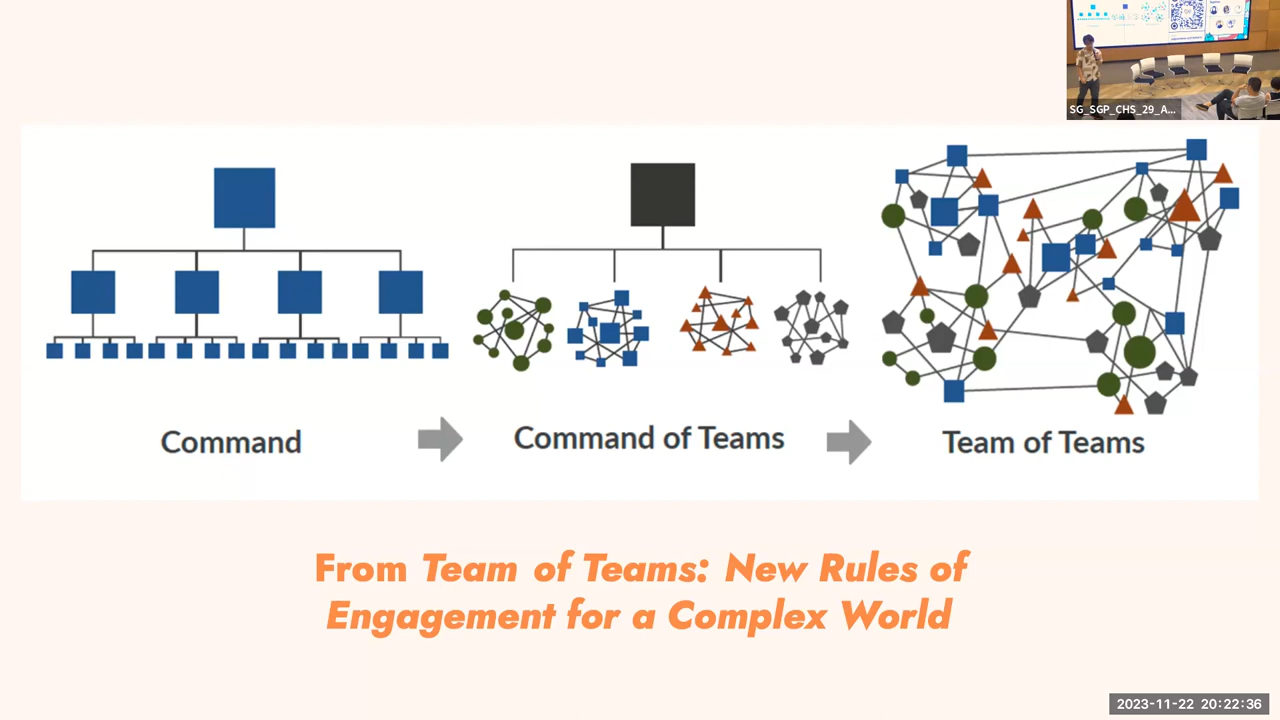 SG_SGP_CHS_29_A...
Command
Command of Teams
Team of Teams
From Team of Teams: New Rules of
Engagement for a Complex World
2023-11-22 20:22:36